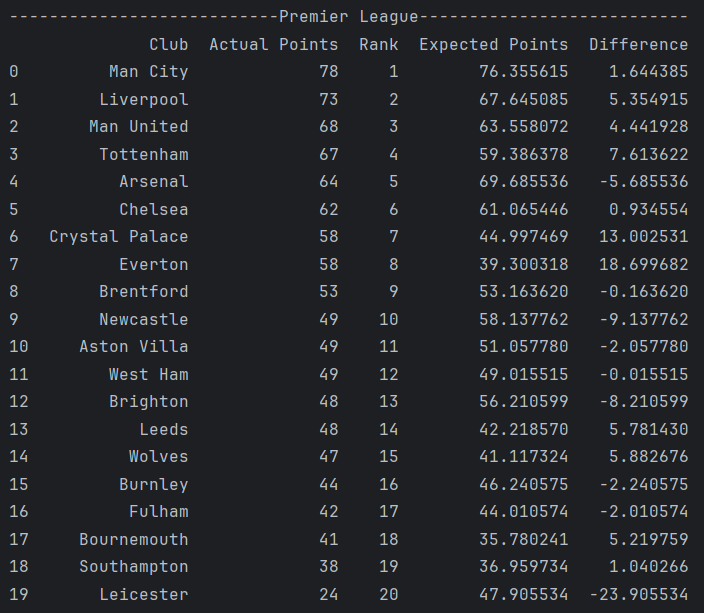 ---------------------------Premier League---------------------------
Club Actual Points Rank Expected Points Difference
0 Man City 78 1 76.355615 1.644385
1 Liverpool 73 2 67.645085 5.354915
2 Man United 68 3 63.558072 4.441928
3 Tottenham 67 4 59.386378 7.613622
4 Arsenal 64 5 69.685536 -5.685536
5 Chelsea 62 6 61.065446 0.934554
6 Crystal Palace 58 7 44.997469 13.002531
7 Everton 58 8 39.300318 18.699682
8 Brentford 53 9 53.163620 -0.163620
9 Newcastle 49 10 58.137762 -9.137762
10 Aston Villa 49 11 51.057780 -2.057780
11 West Ham 49 12 49.015515 -0.015515
12 Brighton 48 13 56.210599 -8.210599
13 Leeds 48 14 42.218570 5.781430
14 Wolves 47 15 41.117324 5.882676
15 Burnley 44 16 46.240575 -2.240575
16 Fulham 42 17 44.010574 -2.010574
17 Bournemouth 41 18 35.780241 5.219759
18 Southampton 38 19 36.959734 1.040266
19 Leicester 24 20 47.905534 -23.905534